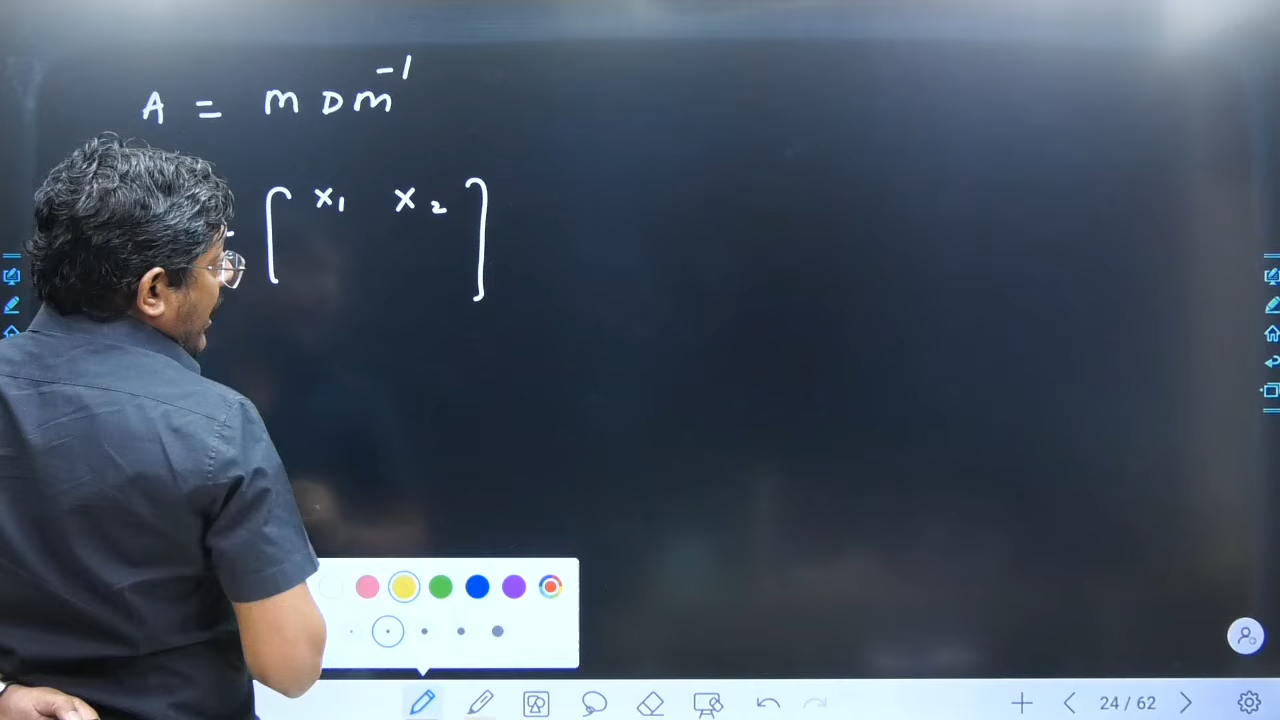 A = m D m⁻¹
= [ x₁ x₂ ]
24 / 62